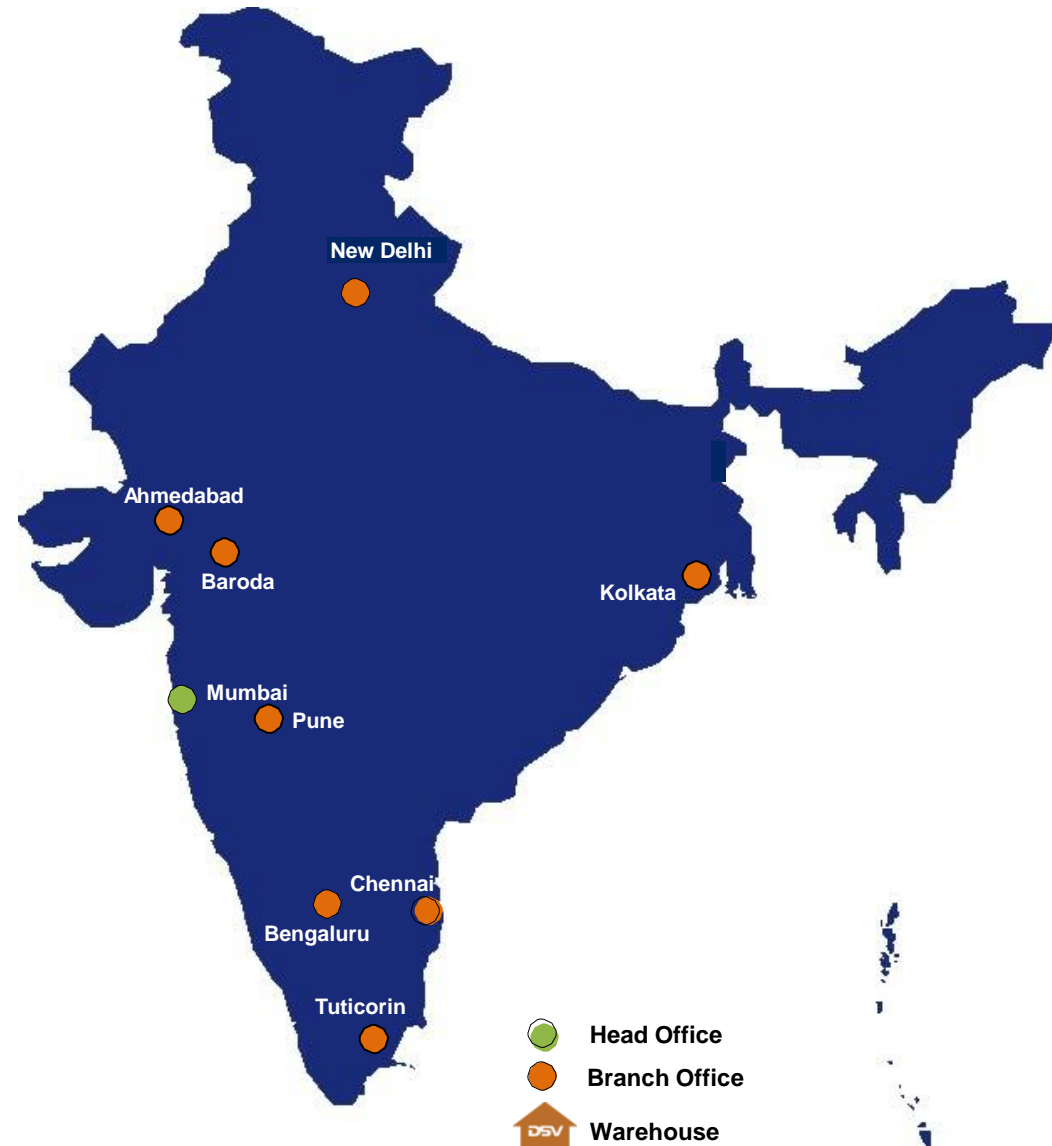 New Delhi
Ahmedabad
Baroda
Kolkata
Mumbai
Pune
Chennai
Bengaluru
Tuticorin
Head Office
Branch Office
DSV Warehouse